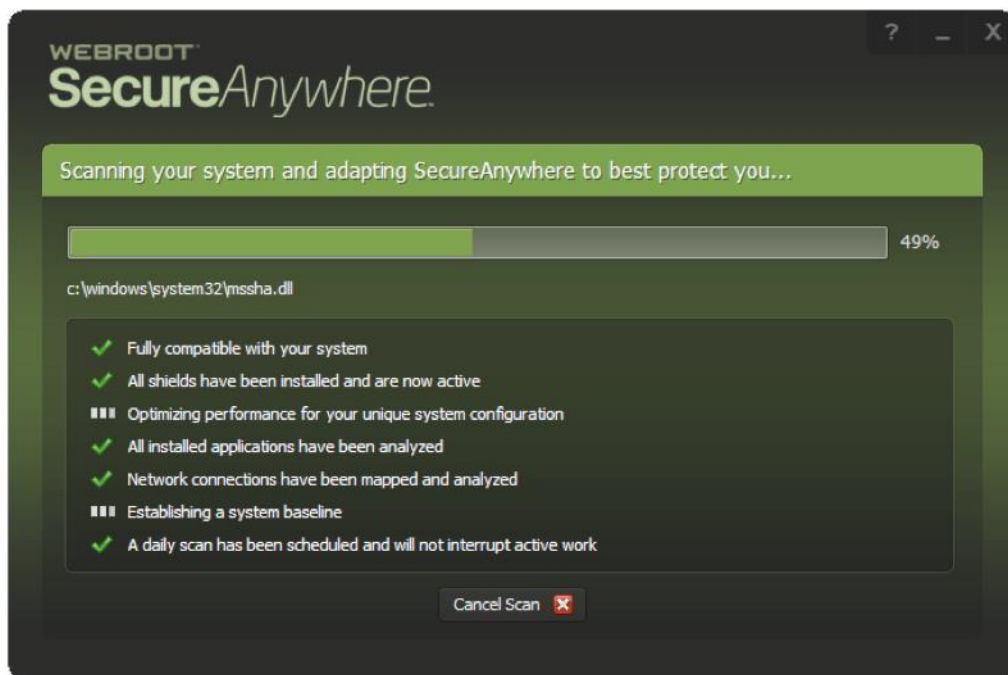 ? _ X
WEBROOT
SecureAnywhere.
Scanning your system and adapting SecureAnywhere to best protect you...
49%
c:\windows\system32\mssha.dll
Fully compatible with your system
All shields have been installed and are now active
Optimizing performance for your unique system configuration
All installed applications have been analyzed
Network connections have been mapped and analyzed
Establishing a system baseline
A daily scan has been scheduled and will not interrupt active work
Cancel Scan